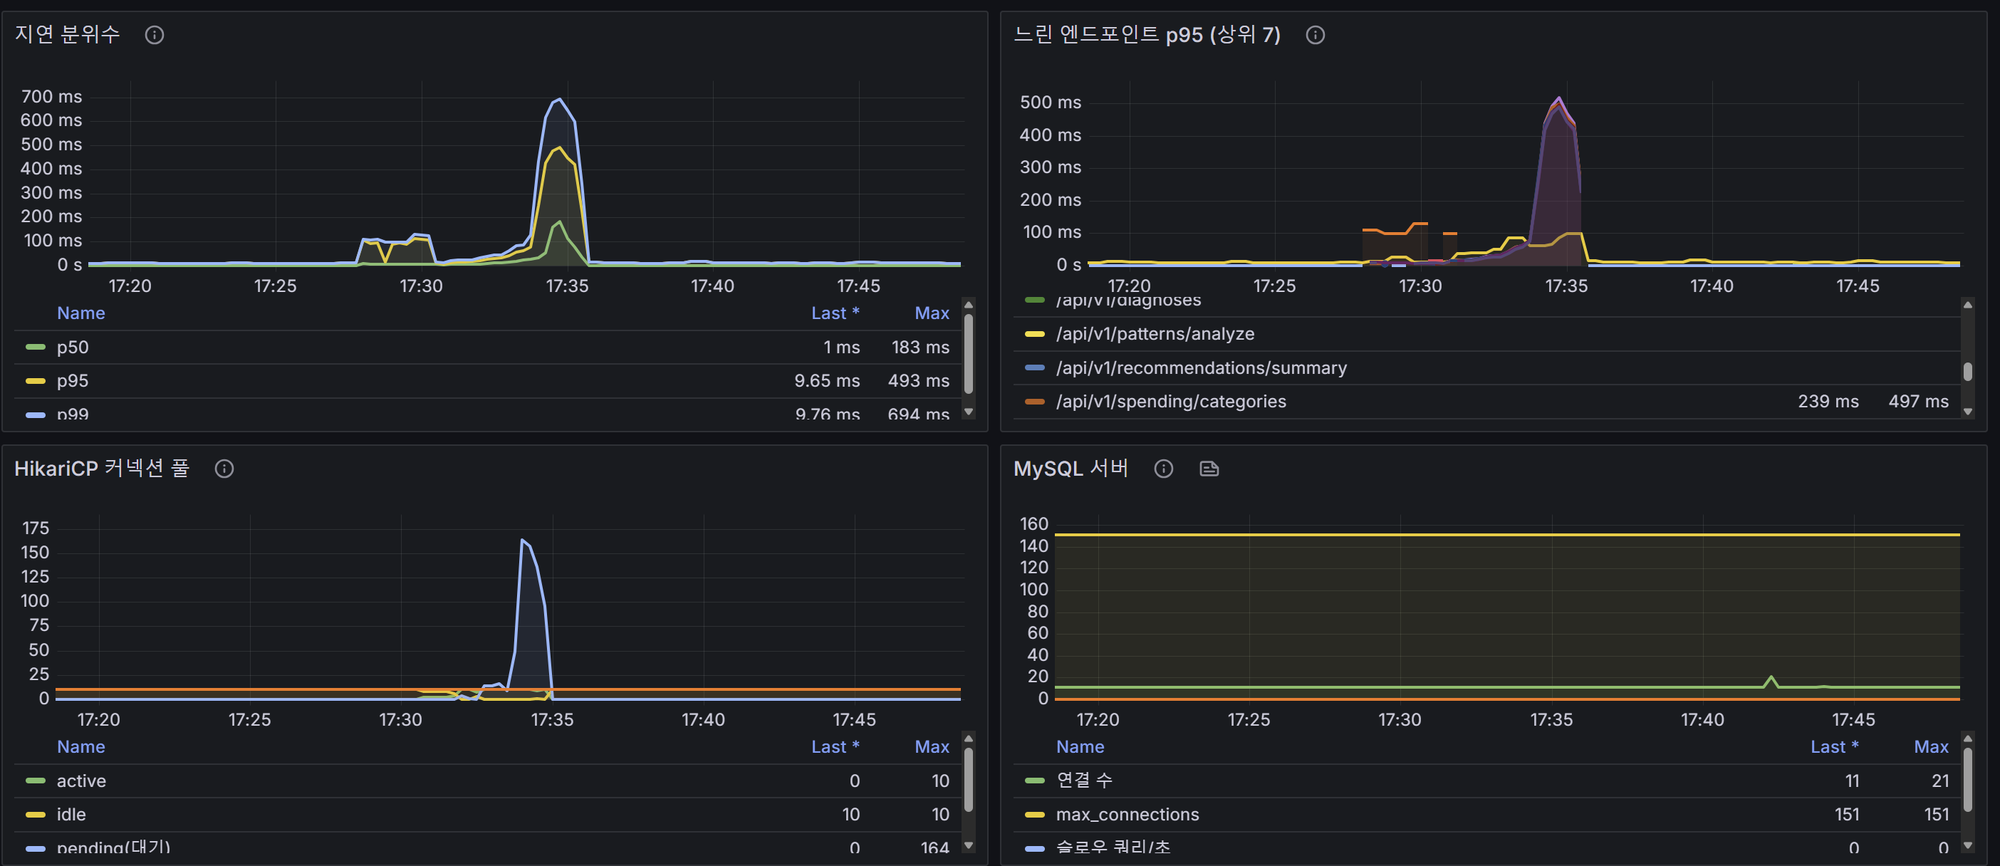 지연 분위수
700 ms
600 ms
500 ms
400 ms
300 ms
200 ms
100 ms
0 s
17:20 17:25 17:30 17:35 17:40 17:45
Name Last * Max
p50 1 ms 183 ms
p95 9.65 ms 493 ms
p99 9.76 ms 694 ms
느린 엔드포인트 p95 (상위 7)
500 ms
400 ms
300 ms
200 ms
100 ms
0 s
17:20 17:25 17:30 17:35 17:40 17:45
/api/v1/diagnoses
/api/v1/patterns/analyze
/api/v1/recommendations/summary
/api/v1/spending/categories 239 ms 497 ms
HikariCP 커넥션 풀
175
150
125
100
75
50
25
0
17:20 17:25 17:30 17:35 17:40 17:45
Name Last * Max
active 0 10
idle 10 10
pending(대기) 0 164
MySQL 서버
160
140
120
100
80
60
40
20
0
17:20 17:25 17:30 17:35 17:40 17:45
Name Last * Max
연결 수 11 21
max_connections 151 151
슬로우 쿼리/초 0 0